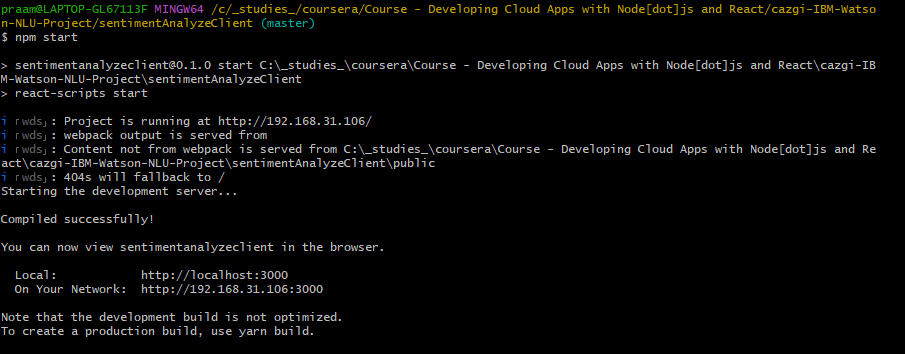 praam@LAPTOP-GL67113F MINGW64 /c/_studies_/coursera/Course - Developing Cloud Apps with Node[dot]js and React/cazgi-IBM-Watso
n-NLU-Project/sentimentAnalyzeClient (master)
$ npm start
> sentimentanalyzeclient@0.1.0 start C:\_studies_\coursera\Course - Developing Cloud Apps with Node[dot]js and React\cazgi-IB
M-Watson-NLU-Project\sentimentAnalyzeClient
> react-scripts start
i 「wds」: Project is running at http://192.168.31.106/
i 「wds」: webpack output is served from
i 「wds」: Content not from webpack is served from C:\_studies_\coursera\Course - Developing Cloud Apps with Node[dot]js and Re
act\cazgi-IBM-Watson-NLU-Project\sentimentAnalyzeClient\public
i 「wds」: 404s will fallback to /
Starting the development server...
Compiled successfully!
You can now view sentimentanalyzeclient in the browser.
Local: http://localhost:3000
On Your Network: http://192.168.31.106:3000
Note that the development build is not optimized.
To create a production build, use yarn build.